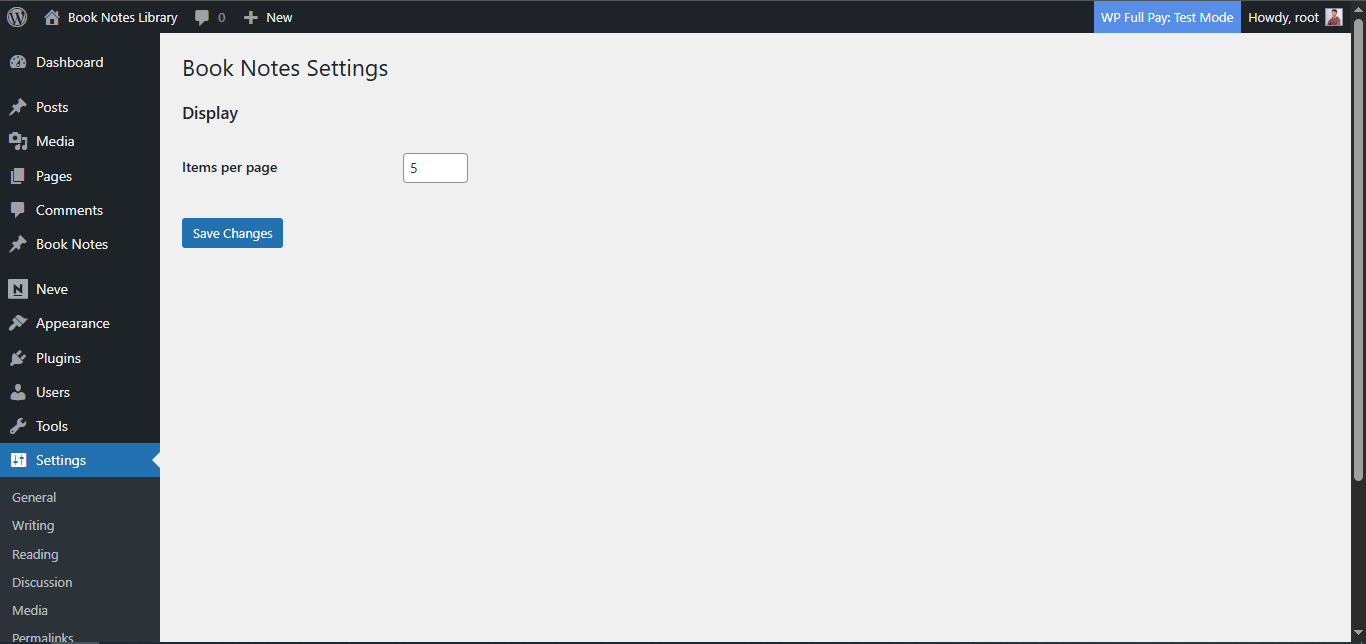 Book Notes Library 0 New WP Full Pay: Test Mode Howdy, root
Dashboard
Posts
Media
Pages
Comments
Book Notes
Neve
Appearance
Plugins
Users
Tools
Settings
General
Writing
Reading
Discussion
Media
Permalinks
Book Notes Settings
Display
Items per page 5
Save Changes